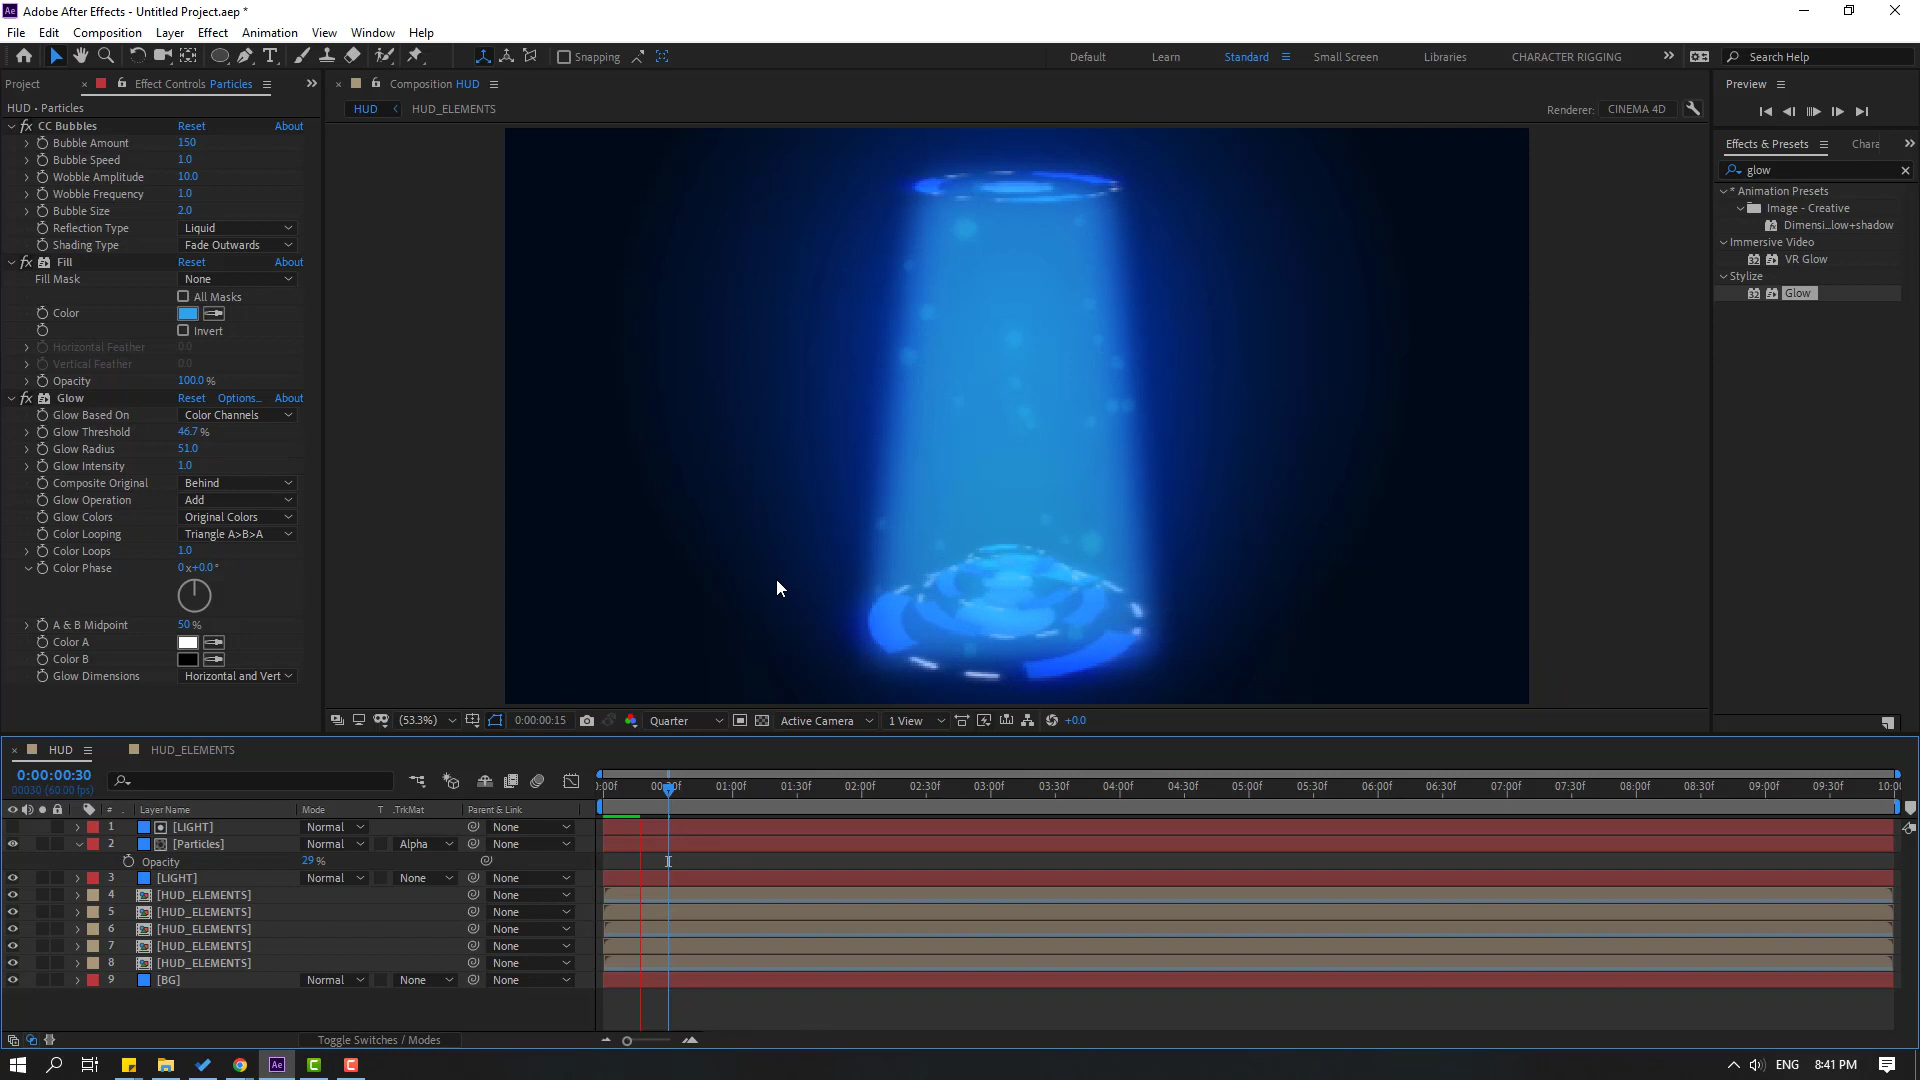 Adobe After Effects - Untitled Project.aep *
File Edit Composition Layer Effect Animation View Window Help
Snapping
Default Learn Standard Small Screen Libraries CHARACTER RIGGING
Search Help
Project
Effect Controls Particles
Composition HUD
Preview
HUD • Particles
HUD HUD_ELEMENTS
Renderer: CINEMA 4D
CC Bubbles Reset About
Bubble Amount 150
Bubble Speed 1.0
Wobble Amplitude 10.0
Wobble Frequency 1.0
Bubble Size 2.0
Reflection Type Liquid
Shading Type Fade Outwards
Fill Reset About
Fill Mask None
All Masks
Color
Invert
Horizontal Feather 0.0
Vertical Feather 0.0
Opacity 100.0 %
Glow Reset Options... About
Glow Based On Color Channels
Glow Threshold 46.7 %
Glow Radius 51.0
Glow Intensity 1.0
Composite Original Behind
Glow Operation Add
Glow Colors Original Colors
Color Looping Triangle A>B>A
Color Loops 1.0
Color Phase 0 x+0.0 °
A & B Midpoint 50 %
Color A
Color B
Glow Dimensions Horizontal and Vert
Effects & Presets Chara
glow
* Animation Presets
Image - Creative
Dimensi...low+shadow
Immersive Video
32 VR Glow
Stylize
32 Glow
(53.3%) 0:00:00:15 Quarter Active Camera 1 View +0.0
HUD HUD_ELEMENTS
0:00:00:30
00030 (60.00 fps)
:00f 00:30f 01:00f 01:30f 02:00f 02:30f 03:00f 03:30f 04:00f 04:30f 05:00f 05:30f 06:00f 06:30f 07:00f 07:30f 08:00f 08:30f 09:00f 09:30f 10:00
# Layer Name Mode T .TrkMat Parent & Link
1 [LIGHT] Normal None
2 [Particles] Normal Alpha None
Opacity 29 %
3 [LIGHT] Normal None None
4 [HUD_ELEMENTS] None
5 [HUD_ELEMENTS] None
6 [HUD_ELEMENTS] None
7 [HUD_ELEMENTS] None
8 [HUD_ELEMENTS] None
9 [BG] Normal None None
Toggle Switches / Modes
Ae
ENG 8:41 PM